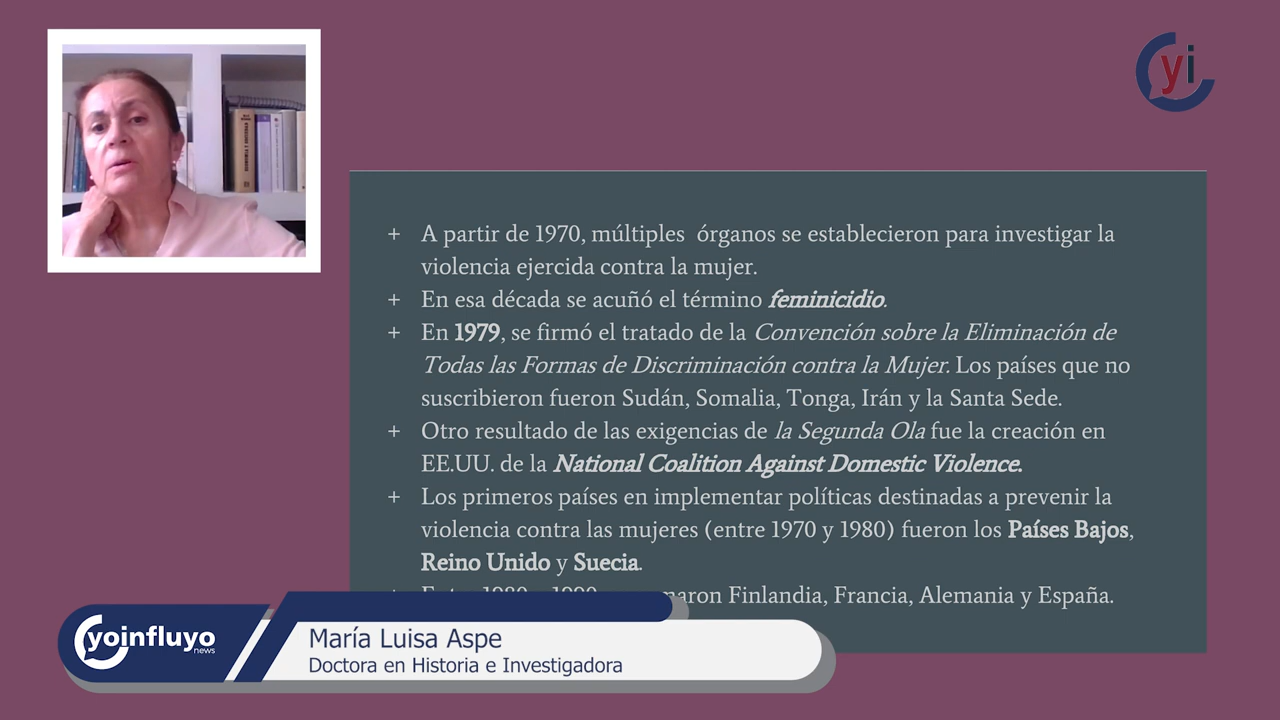 yi
+ A partir de 1970, múltiples órganos se establecieron para investigar la
violencia ejercida contra la mujer.
+ En esa década se acuñó el término feminicidio.
+ En 1979, se firmó el tratado de la Convención sobre la Eliminación de
Todas las Formas de Discriminación contra la Mujer. Los países que no
suscribieron fueron Sudán, Somalia, Tonga, Irán y la Santa Sede.
+ Otro resultado de las exigencias de la Segunda Ola fue la creación en
EE.UU. de la National Coalition Against Domestic Violence.
+ Los primeros países en implementar políticas destinadas a prevenir la
violencia contra las mujeres (entre 1970 y 1980) fueron los Países Bajos,
Reino Unido y Suecia.
Finlandia, Francia, Alemania y España.
yoinfluyo
news
María Luisa Aspe
Doctora en Historia e Investigadora